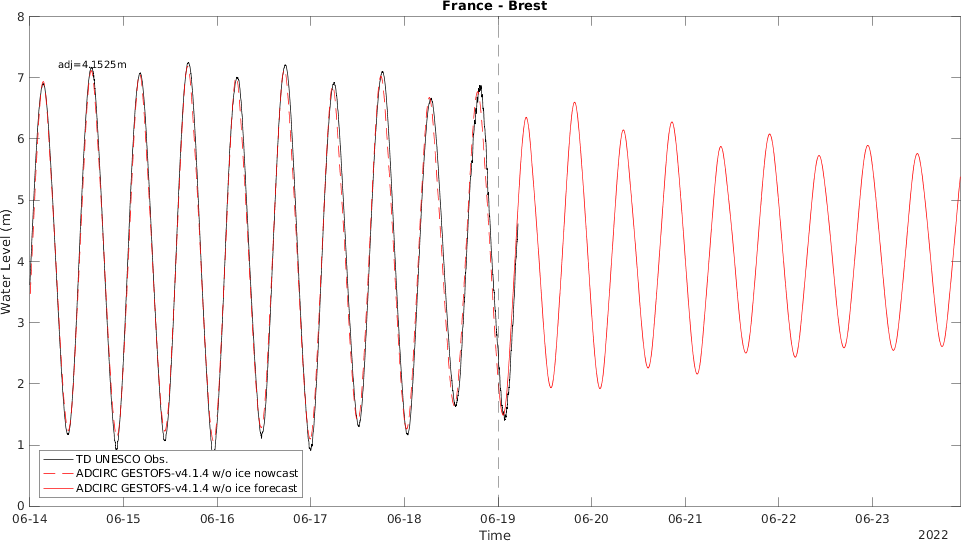 France - Brest
8
adj=4.1525m
7
6
5
4
3
2
1
0
Water Level (m)
TD UNESCO Obs.
ADCIRC GESTOFS-v4.1.4 w/o ice nowcast
ADCIRC GESTOFS-v4.1.4 w/o ice forecast
06-14 06-15 06-16 06-17 06-18 06-19 06-20 06-21 06-22 06-23
Time
2022